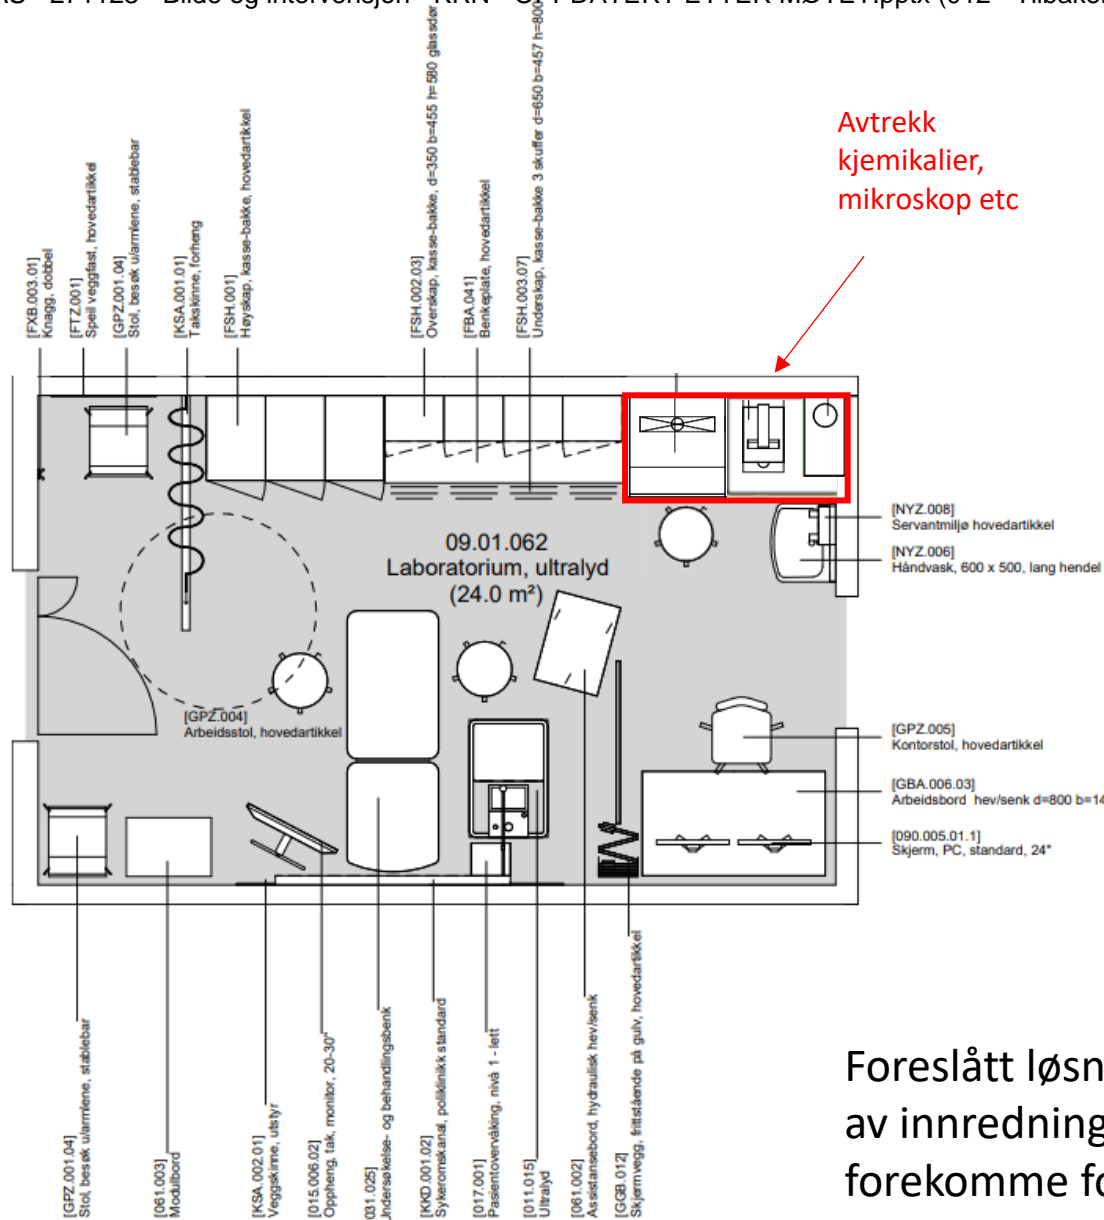 Avtrekk
kjemikalier,
mikroskop etc
[FXB.003.01]
Knagg, dobbel
[FTZ.001]
Speil veggfast, hovedartikkel
[GPZ.001.04]
Stol, besøk u/armlene, stablebar
[KSA.001.01]
Takskinne, forheng
[FSH.001]
Høyskap, kasse-bakke, hovedartikkel
[FSH.002.03]
Overskap, kasse-bakke, d=350 b=455 h=580 glassdør
[FBA.041]
Benkeplate, hovedartikkel
[FSH.003.07]
Underskap, kasse-bakke 3 skuffer d=650 b=457 h=800
[NYZ.008]
Servantmiljø hovedartikkel
[NYZ.006]
Håndvask, 600 x 500, lang hendel
09.01.062
Laboratorium, ultralyd
(24.0 m²)
[GPZ.004]
Arbeidsstol, hovedartikkel
[GPZ.005]
Kontorstol, hovedartikkel
[GBA.006.03]
Arbeidsbord hev/senk d=800 b=14
[090.005.01.1]
Skjerm, PC, standard, 24"
[GPZ.001.04]
Stol, besøk u/armlene, stablebar
[061.003]
Modulbord
[KSA.002.01]
Veggskinne, utstyr
[015.006.02]
Oppheng, tak, monitor, 20-30"
031.025]
Undersøkelse- og behandlingsbenk
[KKD.001.02]
Sykeromskanal, poliklinikk standard
[017.001]
Pasientovervåking, nivå 1 - lett
[011.015]
Ultralyd
[061.002]
Assistansebord, hydraulisk hev/senk
[GGB.012]
Skjermvegg, frittstående på gulv, hovedartikkel
Foreslått løsn
av innredning
forekomme fo